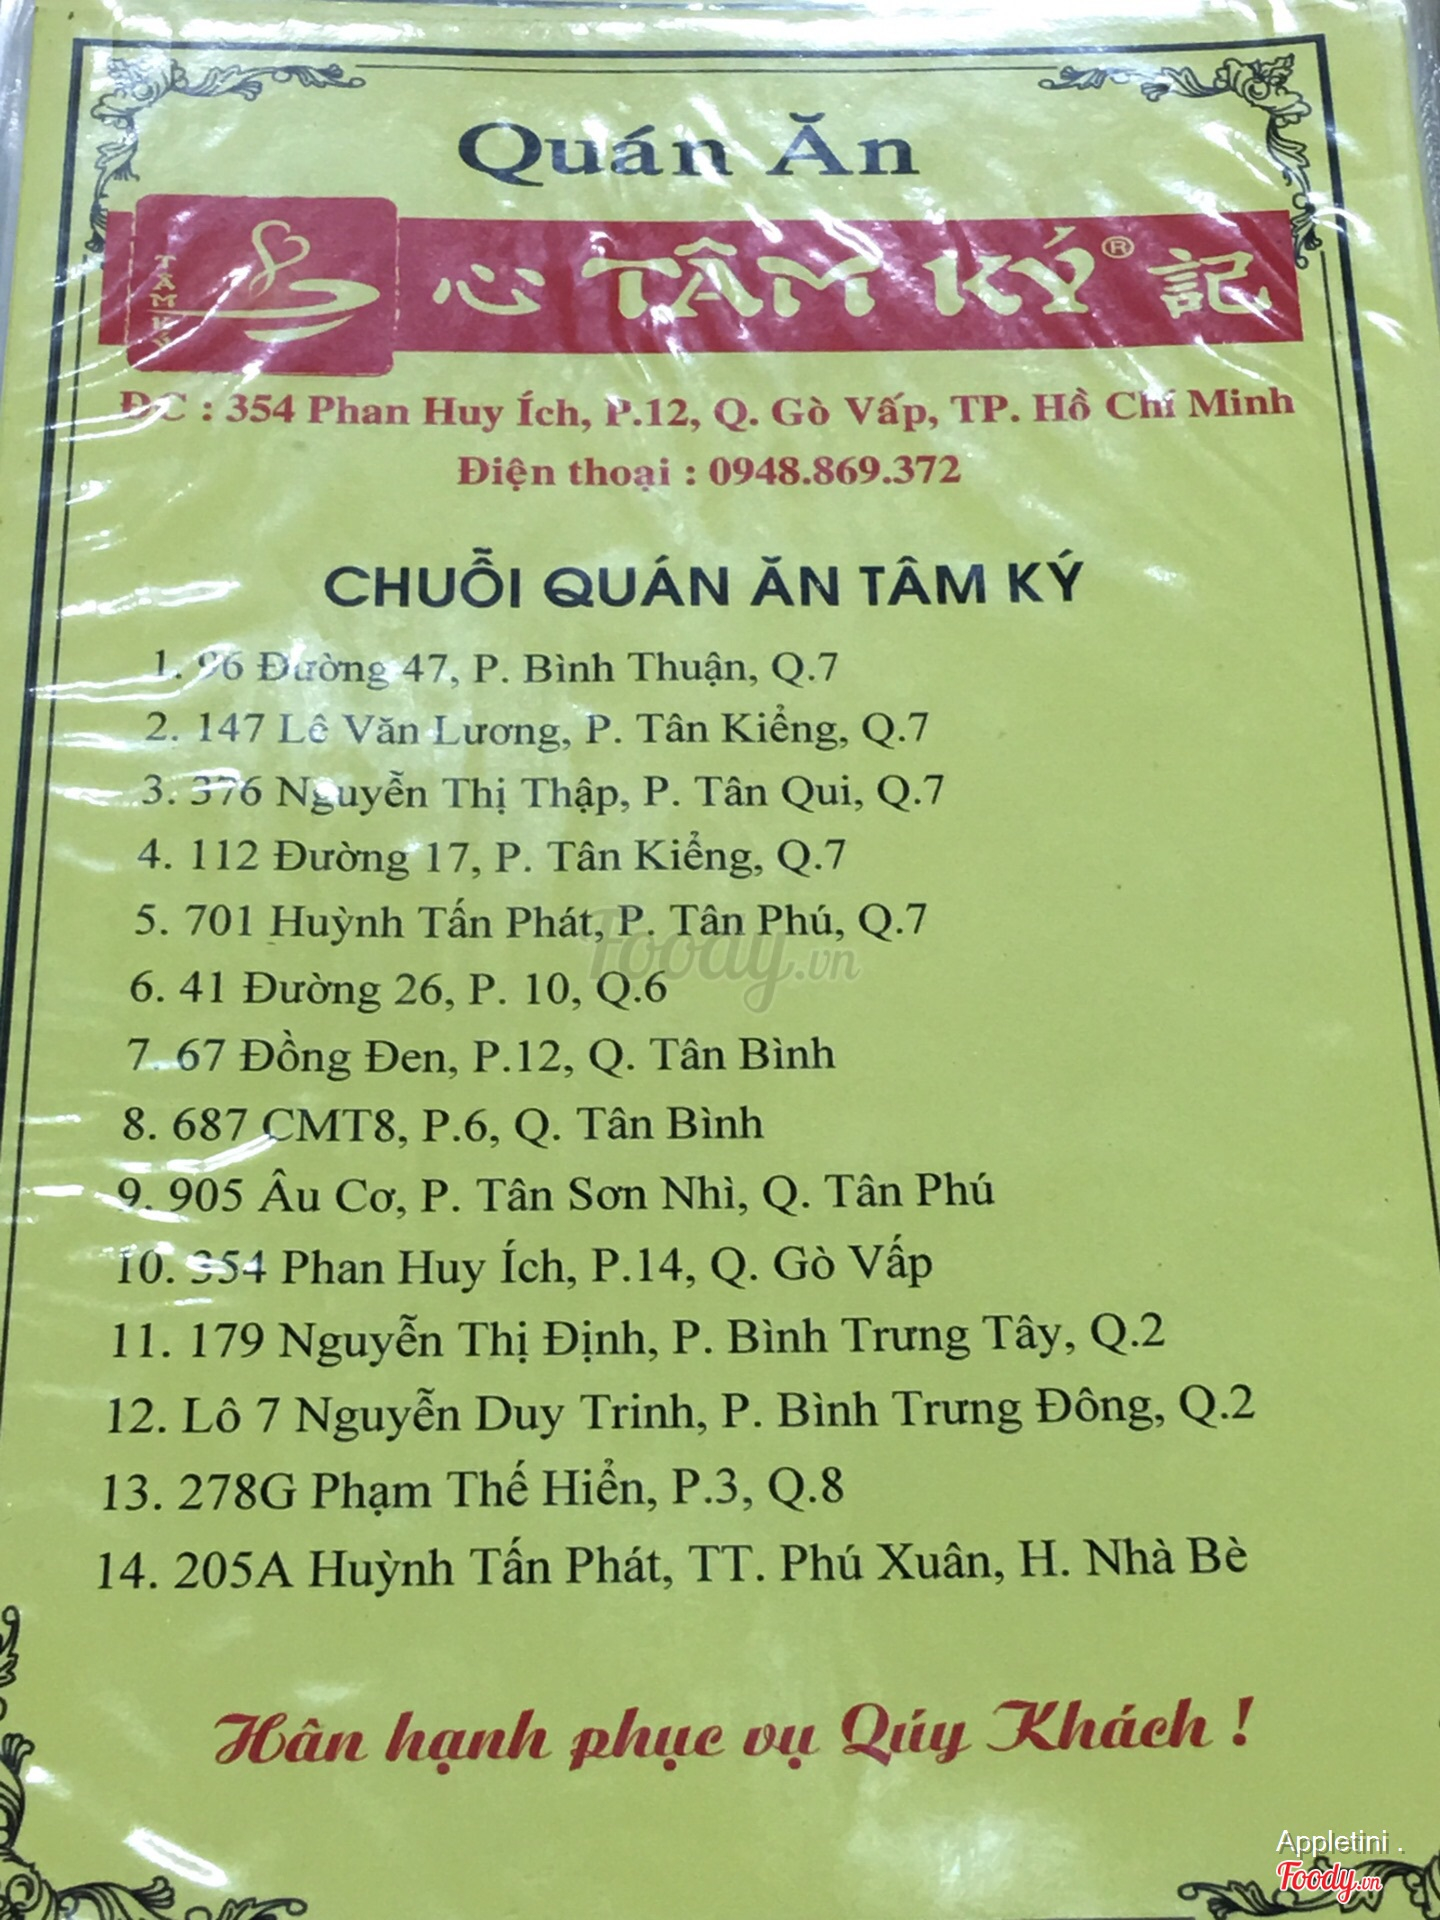 Quán Ăn
TÂM KÝ
心 TÂM KÝ® 記
ĐC : 354 Phan Huy Ích, P.12, Q. Gò Vấp, TP. Hồ Chí Minh
Điện thoại : 0948.869.372
CHUỖI QUÁN ĂN TÂM KÝ
1. 96 Đường 47, P. Bình Thuận, Q.7
2. 147 Lê Văn Lương, P. Tân Kiểng, Q.7
3. 376 Nguyễn Thị Thập, P. Tân Qui, Q.7
4. 112 Đường 17, P. Tân Kiểng, Q.7
5. 701 Huỳnh Tấn Phát, P. Tân Phú, Q.7
Foody.vn
6. 41 Đường 26, P. 10, Q.6
7. 67 Đồng Đen, P.12, Q. Tân Bình
8. 687 CMT8, P.6, Q. Tân Bình
9. 905 Âu Cơ, P. Tân Sơn Nhì, Q. Tân Phú
10. 354 Phan Huy Ích, P.14, Q. Gò Vấp
11. 179 Nguyễn Thị Định, P. Bình Trưng Tây, Q.2
12. Lô 7 Nguyễn Duy Trinh, P. Bình Trưng Đông, Q.2
13. 278G Phạm Thế Hiển, P.3, Q.8
14. 205A Huỳnh Tấn Phát, TT. Phú Xuân, H. Nhà Bè
Hân hạnh phục vụ Qúy Khách !
Appletini .
Foody.vn